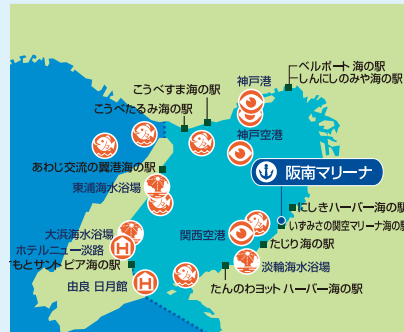 ベルポート 海の駅
しんにしのみや海の駅
神戸港
こうべすま海の駅
こうべたるみ海の駅
神戸空港
あわじ交流の翼港海の駅
阪南マリーナ
東浦海水浴場
にしきハーバー海の駅
いずみさの関空マリーナ海の駅
大浜海水浴場
関西空港
ホテルニュー淡路
たじり海の駅
もとサントピア海の駅
淡輪海水浴場
由良 日月館
たんのわヨット ハーバー海の駅